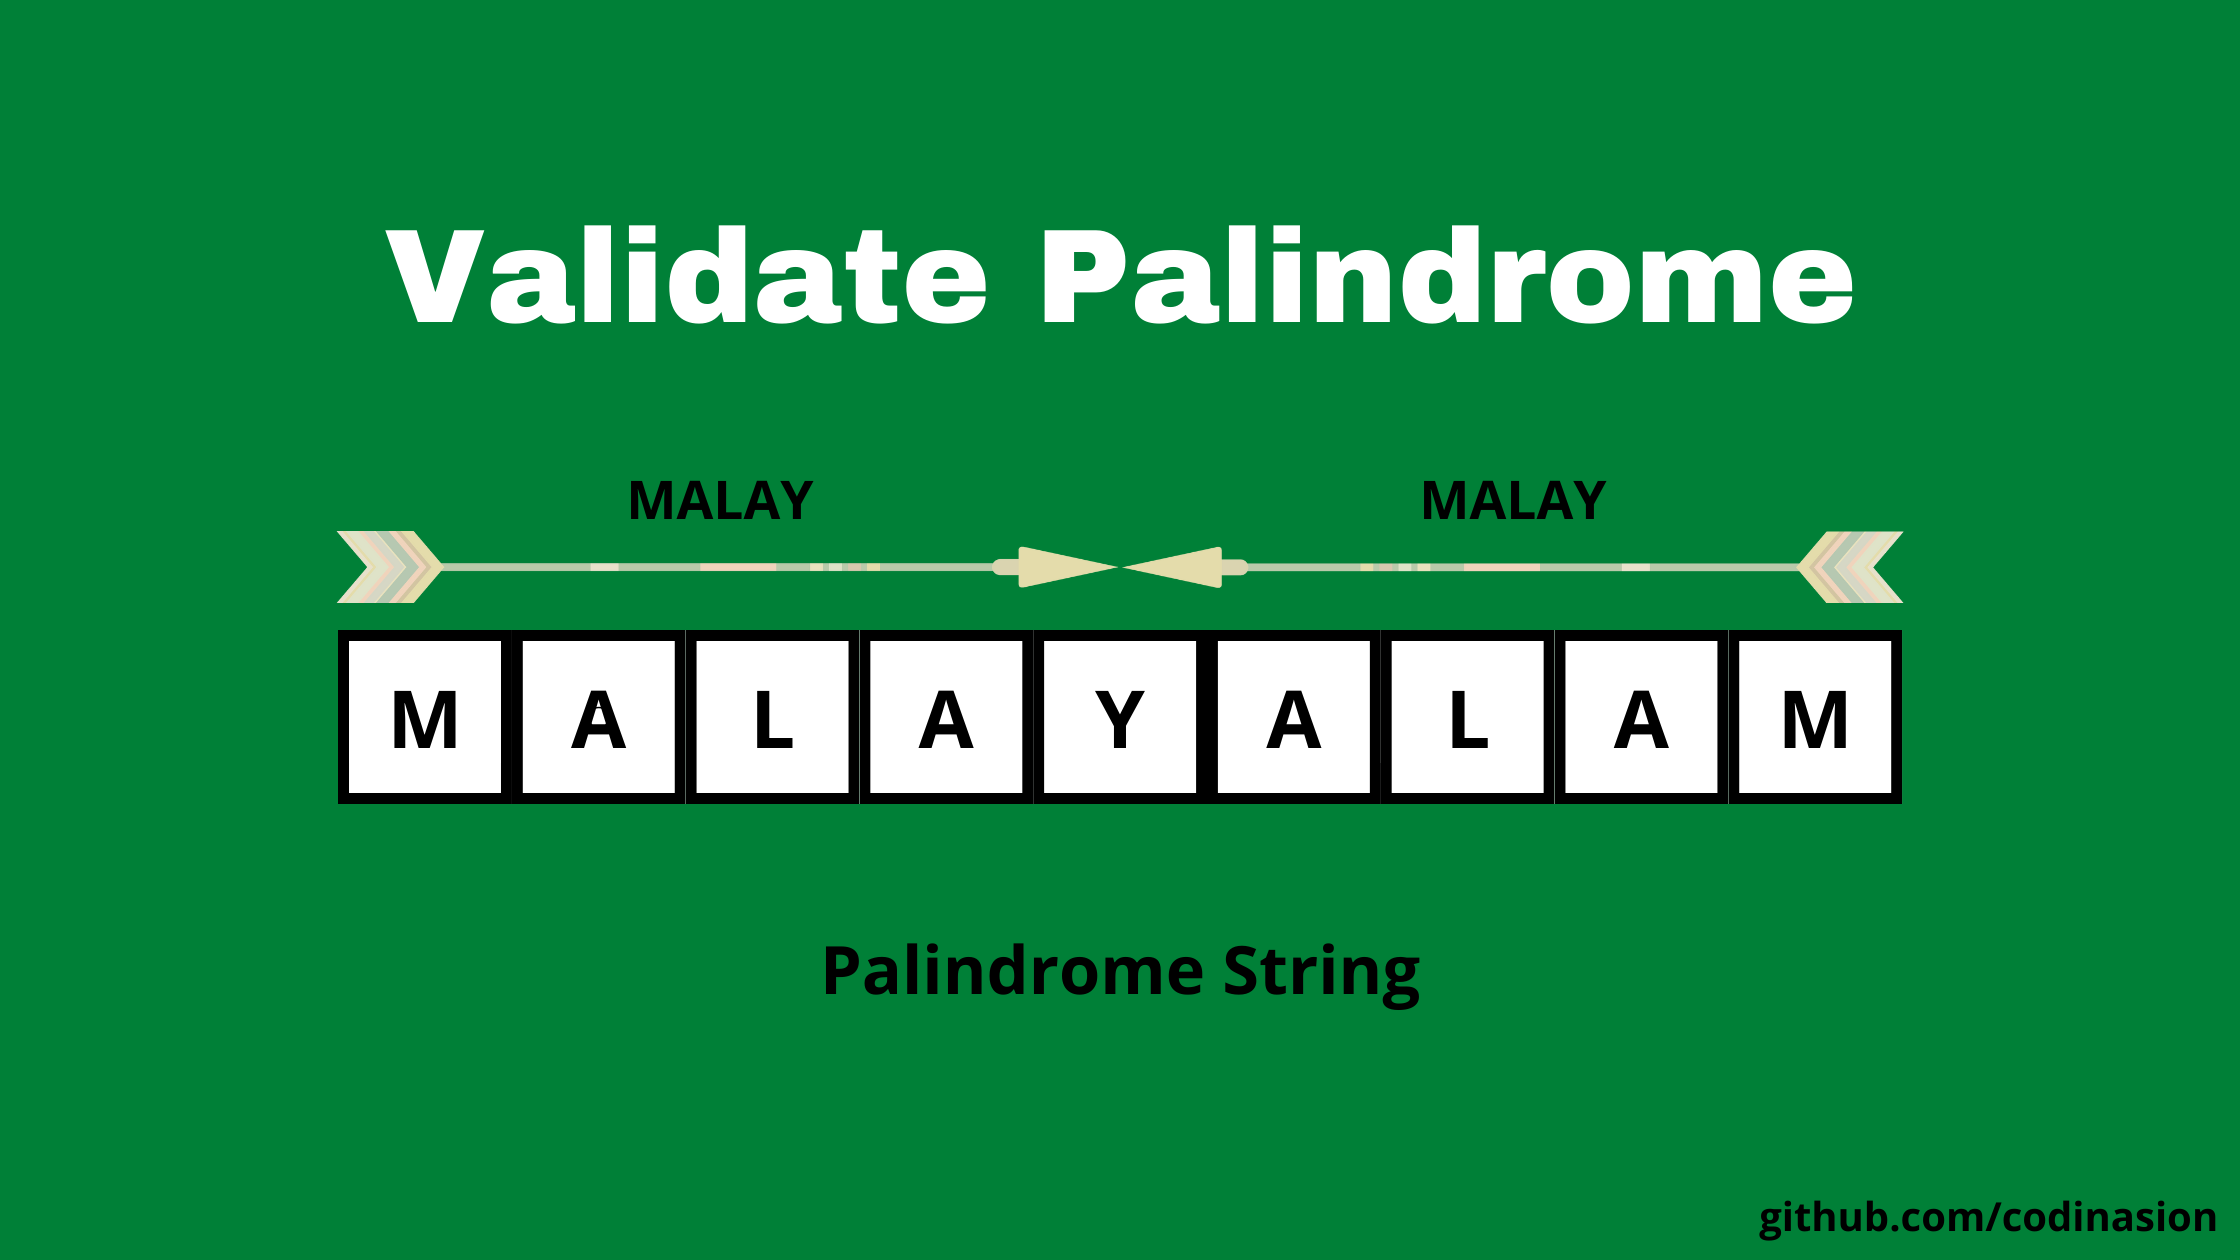 Validate Palindrome
MALAY MALAY
M A L A Y A L A M
Palindrome String
github.com/codinasion